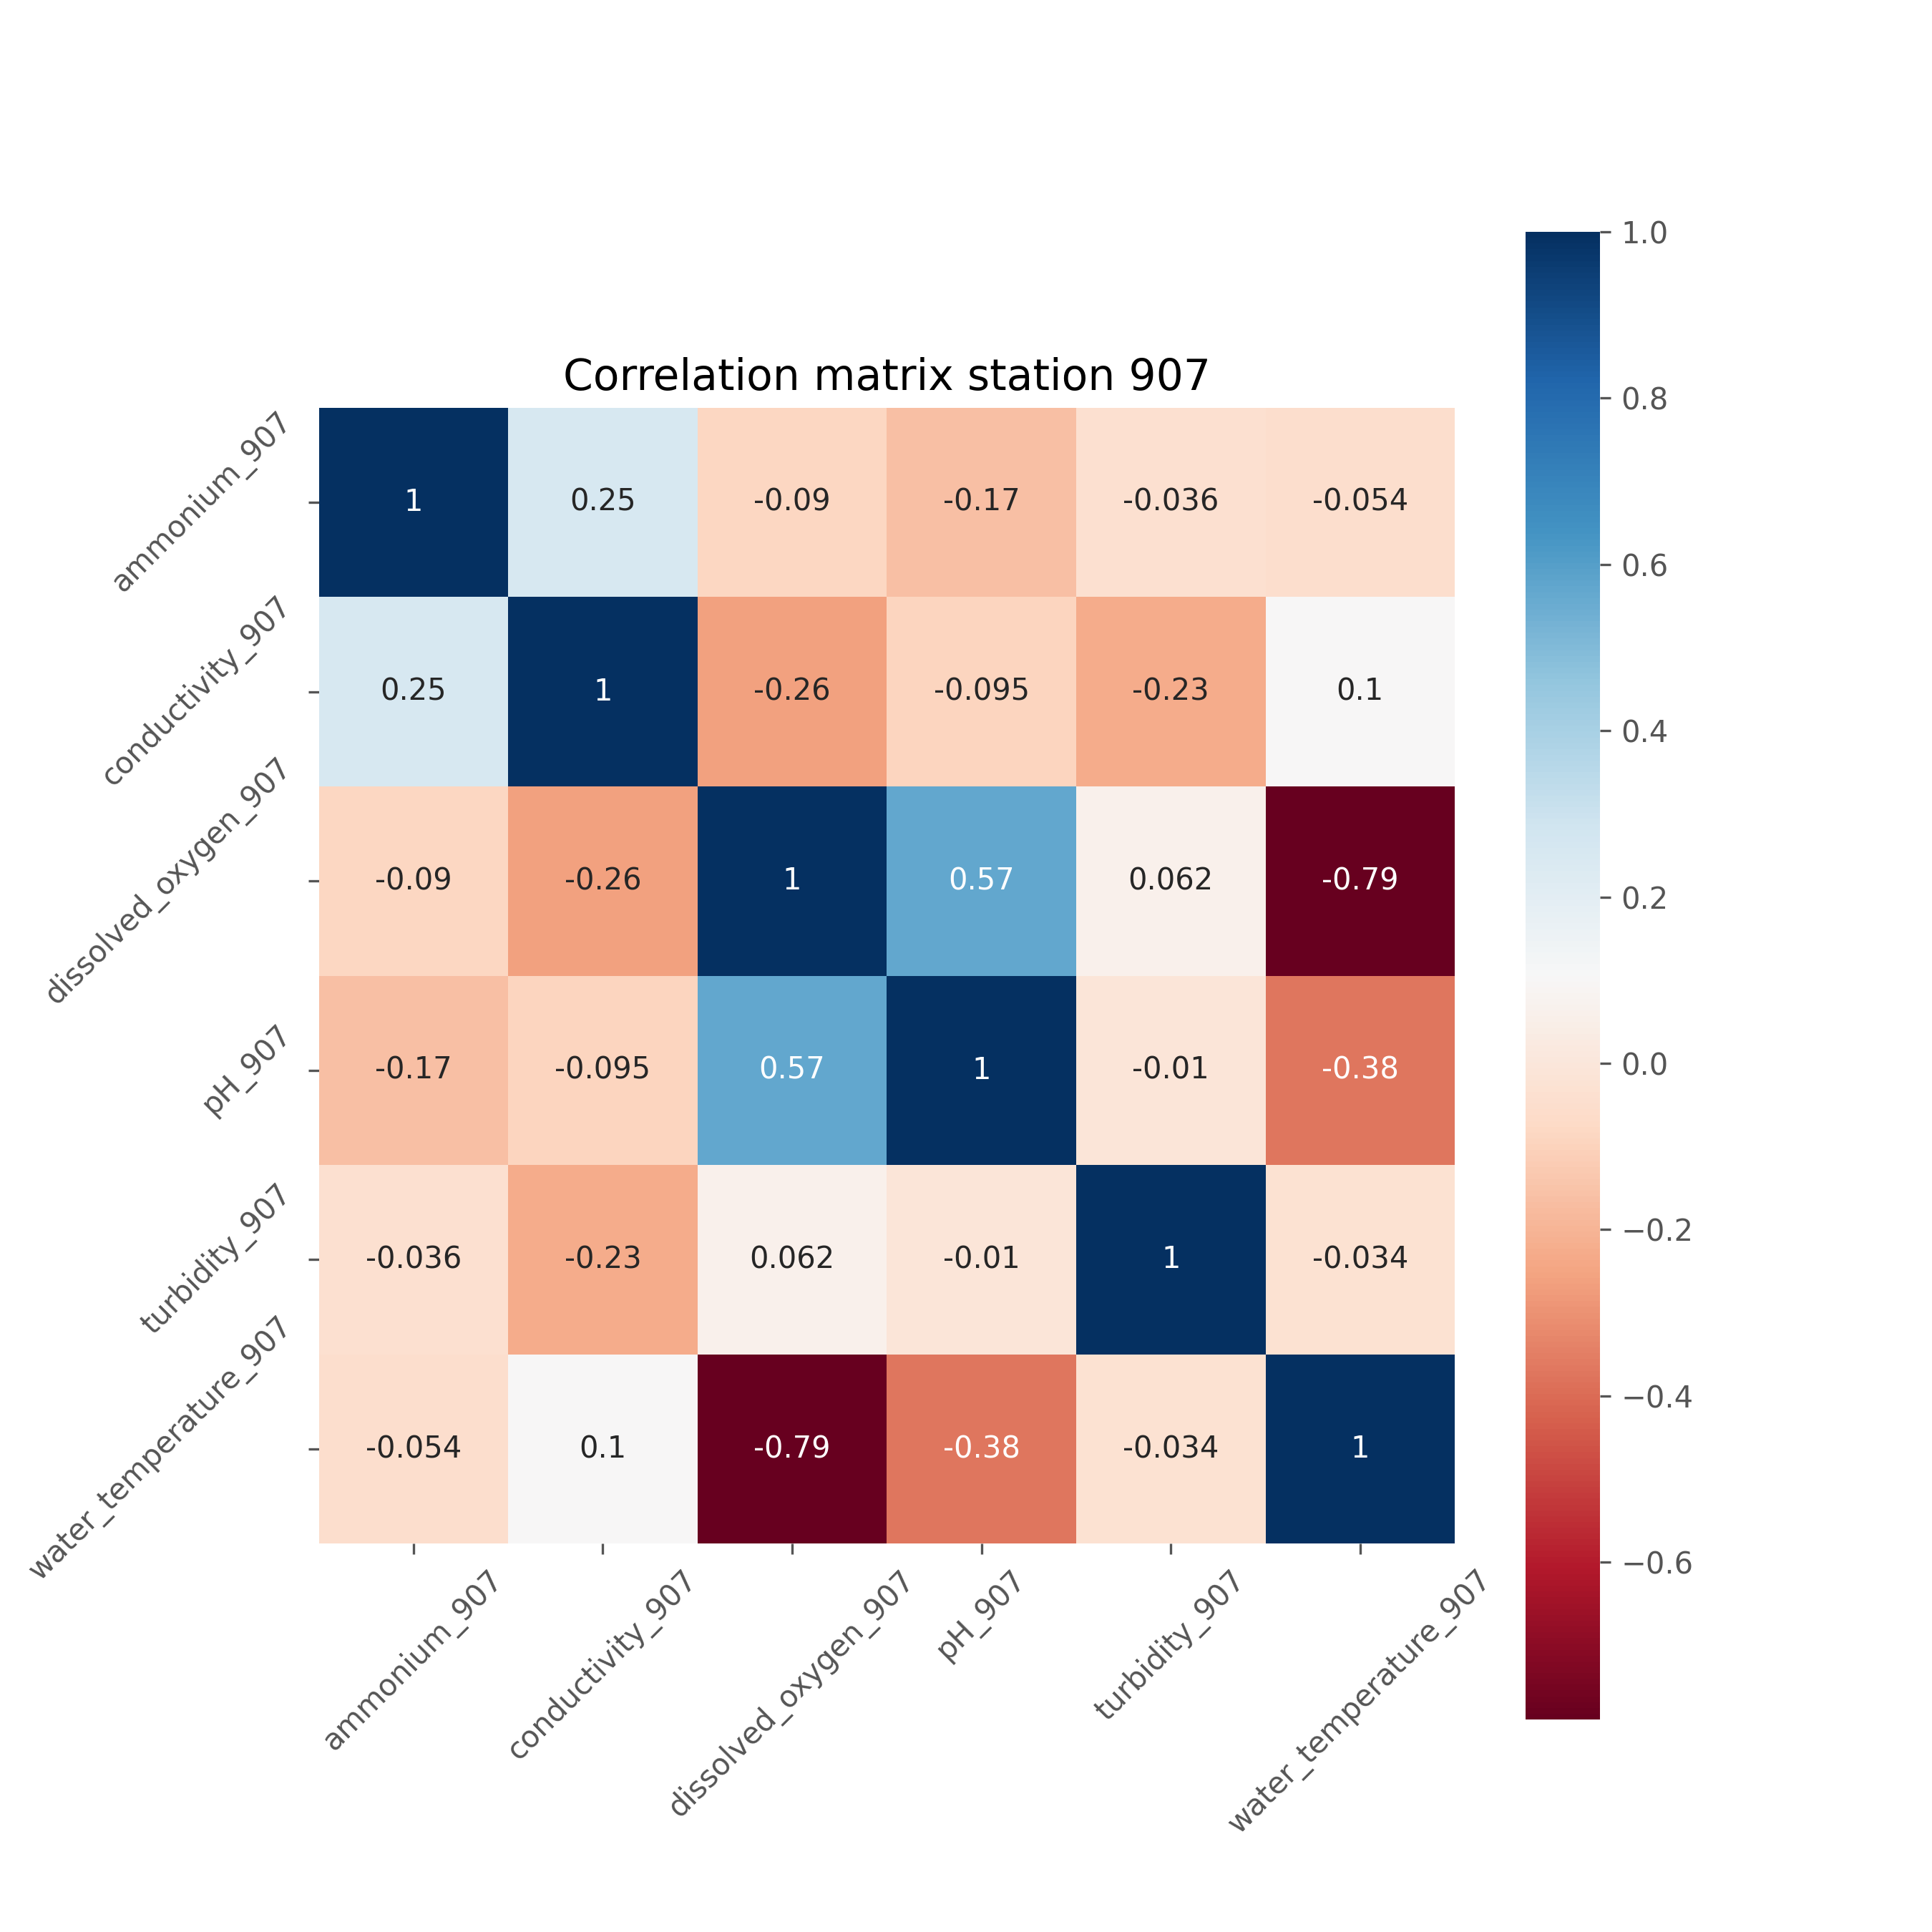 Correlation matrix station 907
ammonium_907 1 0.25 -0.09 -0.17 -0.036 -0.054
conductivity_907 0.25 1 -0.26 -0.095 -0.23 0.1
dissolved_oxygen_907 -0.09 -0.26 1 0.57 0.062 -0.79
pH_907 -0.17 -0.095 0.57 1 -0.01 -0.38
turbidity_907 -0.036 -0.23 0.062 -0.01 1 -0.034
water_temperature_907 -0.054 0.1 -0.79 -0.38 -0.034 1
ammonium_907 conductivity_907 dissolved_oxygen_907 pH_907 turbidity_907 water_temperature_907
1.0
0.8
0.6
0.4
0.2
0.0
−0.2
−0.4
−0.6